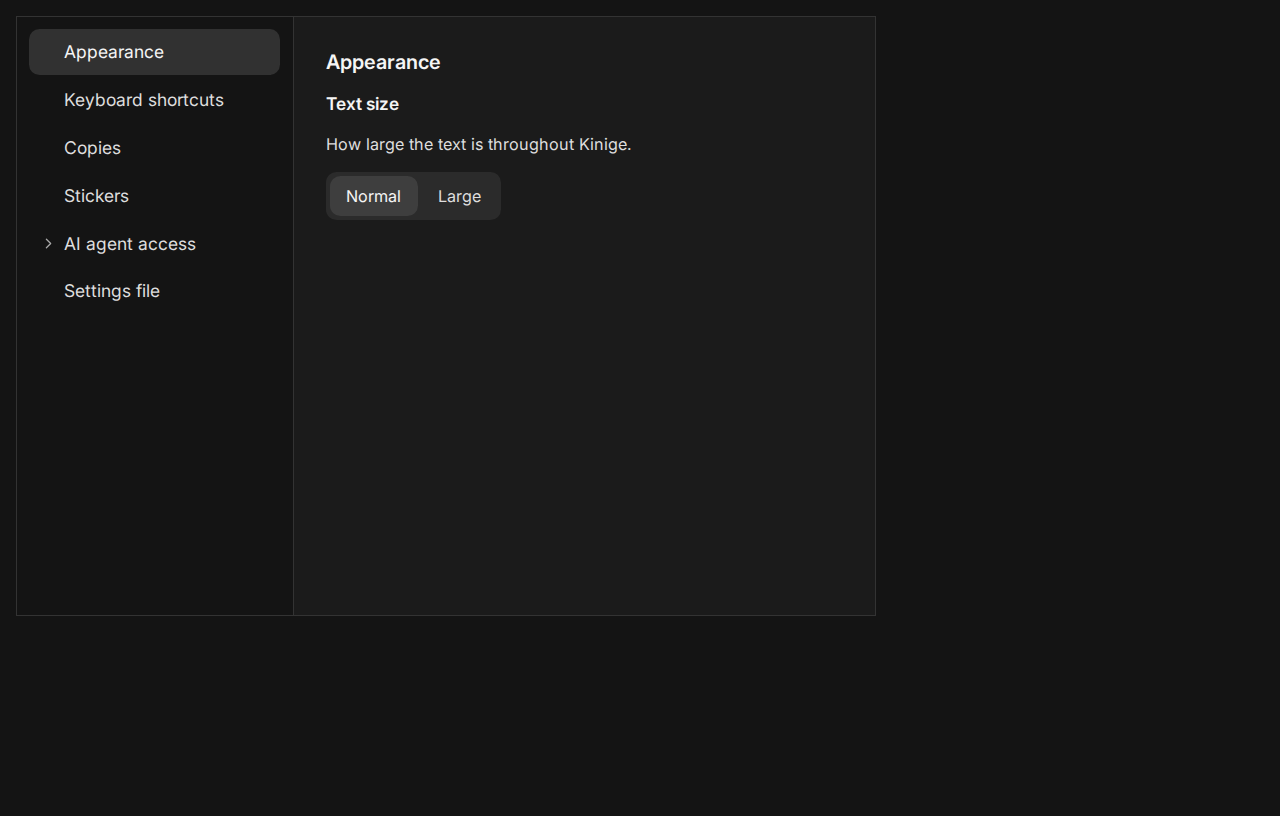 Appearance
Keyboard shortcuts
Copies
Stickers
AI agent access
Settings file
Appearance
Text size
How large the text is throughout Kinige.
Normal
Large